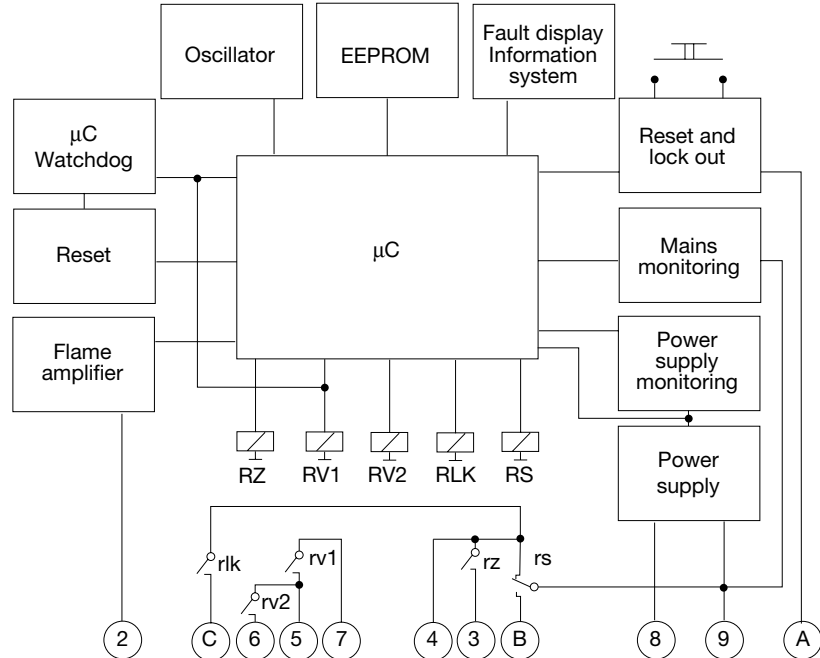 Oscillator
EEPROM
Fault display
Information
system
μC
Watchdog
Reset and
lock out
Reset
μC
Mains
monitoring
Flame
amplifier
Power
supply
monitoring
RZ RV1 RV2 RLK RS
Power
supply
rlk rv1 rz rs
rv2
2 C 6 5 7 4 3 B 8 9 A